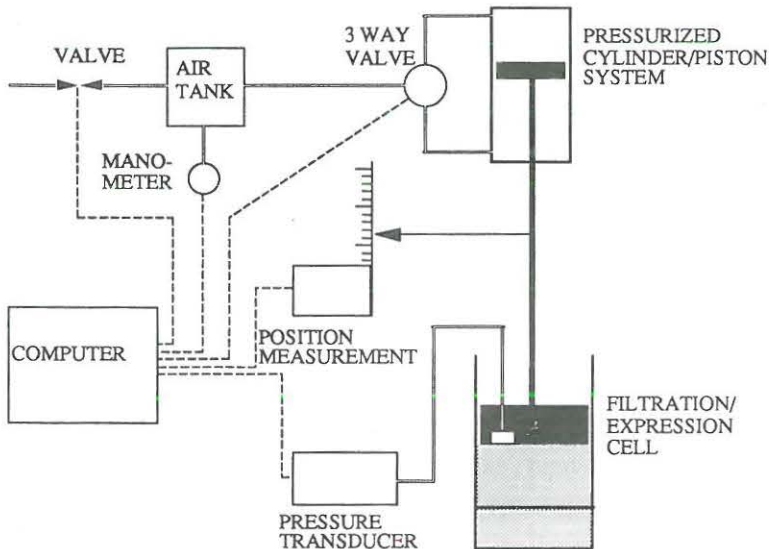 VALVE
AIR
TANK
3 WAY
VALVE
PRESSURIZED
CYLINDER/PISTON
SYSTEM
MANO-
METER
COMPUTER
POSITION
MEASUREMENT
FILTRATION/
EXPRESSION
CELL
PRESSURE
TRANSDUCER